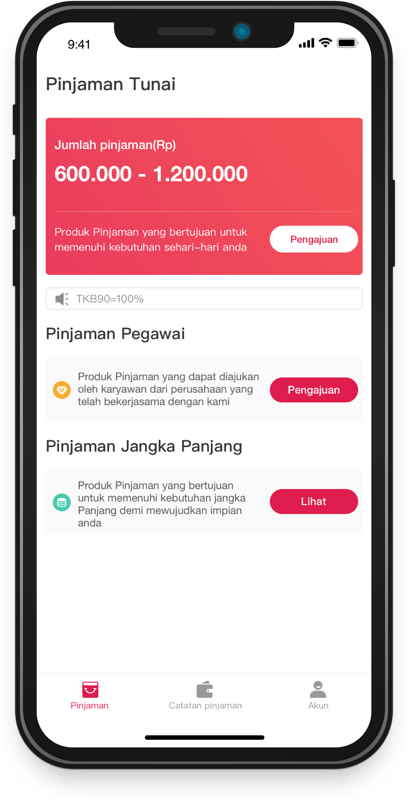 9:41
Pinjaman Tunai
Jumlah pinjaman(Rp)
600.000 - 1.200.000
Produk Pinjaman yang bertujuan untuk
memenuhi kebutuhan sehari-hari anda
Pengajuan
TKB90=100%
Pinjaman Pegawai
Produk Pinjaman yang dapat diajukan
oleh karyawan dari perusahaan yang
telah bekerjasama dengan kami
Pengajuan
Pinjaman Jangka Panjang
Produk Pinjaman yang bertujuan
untuk memenuhi kebutuhan jangka
Panjang demi mewujudkan impian
anda
Lihat
Pinjaman
Catatan pinjaman
Akun